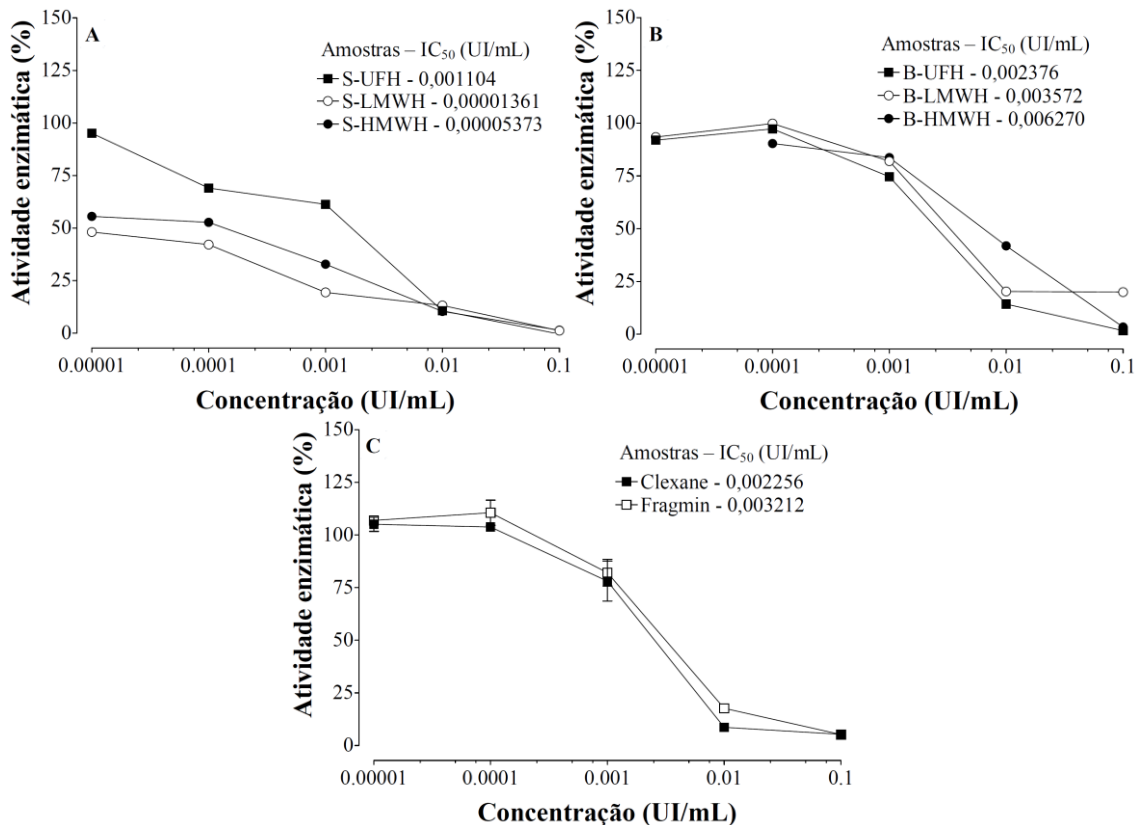 A
Amostras – IC50 (UI/mL)
S-UFH - 0,001104
S-LMWH - 0,00001361
S-HMWH - 0,00005373
Atividade enzimática (%)
150
125
100
75
50
25
0
0.00001 0.0001 0.001 0.01 0.1
Concentração (UI/mL)
B
Amostras – IC50 (UI/mL)
B-UFH - 0,002376
B-LMWH - 0,003572
B-HMWH - 0,006270
Atividade enzimática (%)
150
125
100
75
50
25
0
0.00001 0.0001 0.001 0.01 0.1
Concentração (UI/mL)
C
Amostras – IC50 (UI/mL)
Clexane - 0,002256
Fragmin - 0,003212
Atividade enzimática (%)
150
125
100
75
50
25
0
0.00001 0.0001 0.001 0.01 0.1
Concentração (UI/mL)